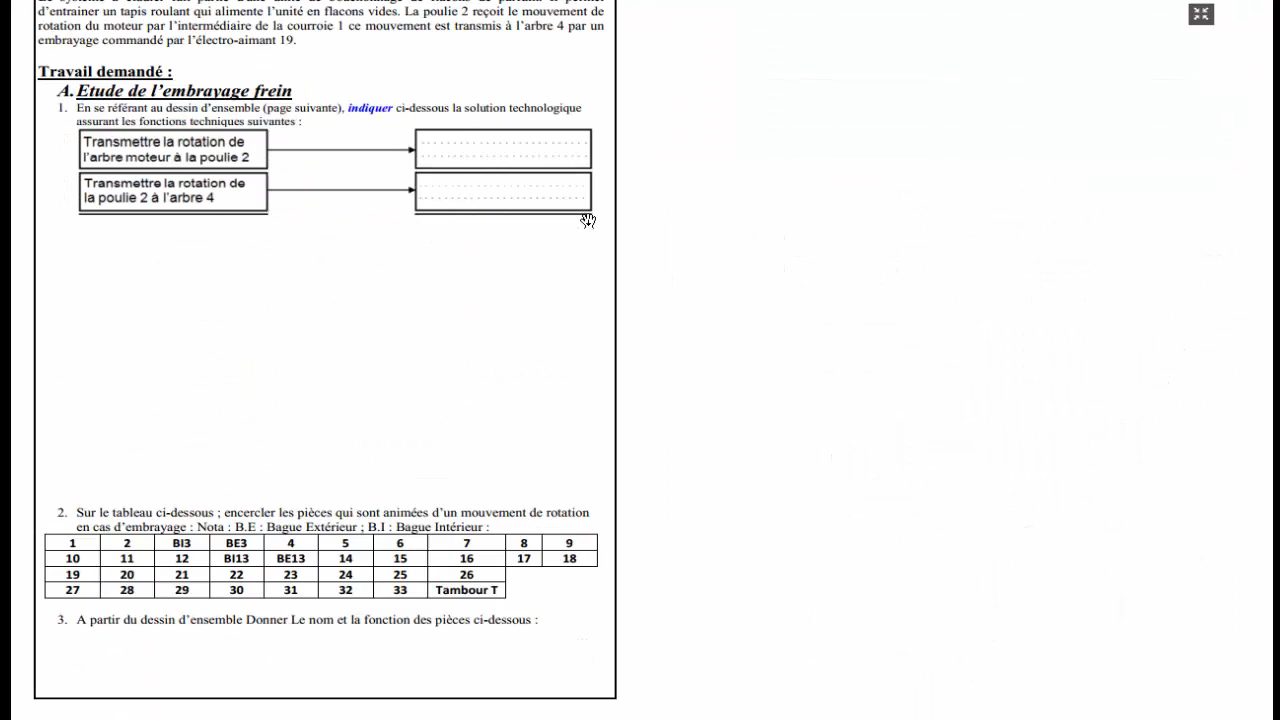 d'entrainer un tapis roulant qui alimente l'unité en flacons vides. La poulie 2 reçoit le mouvement de
rotation du moteur par l'intermédiaire de la courroie 1 ce mouvement est transmis à l'arbre 4 par un
embrayage commandé par l'électro-aimant 19.
Travail demandé :
A. Etude de l'embrayage frein
1. En se référant au dessin d'ensemble (page suivante), indiquer ci-dessous la solution technologique
assurant les fonctions techniques suivantes :
Transmettre la rotation de
l'arbre moteur à la poulie 2
Transmettre la rotation de
la poulie 2 à l'arbre 4
2. Sur le tableau ci-dessous ; encercler les pièces qui sont animées d'un mouvement de rotation
en cas d'embrayage : Nota : B.E : Bague Extérieur ; B.I : Bague Intérieur :
1 2 BI3 BE3 4 5 6 7 8 9
10 11 12 BI13 BE13 14 15 16 17 18
19 20 21 22 23 24 25 26
27 28 29 30 31 32 33 Tambour T
3. A partir du dessin d'ensemble Donner Le nom et la fonction des pièces ci-dessous :